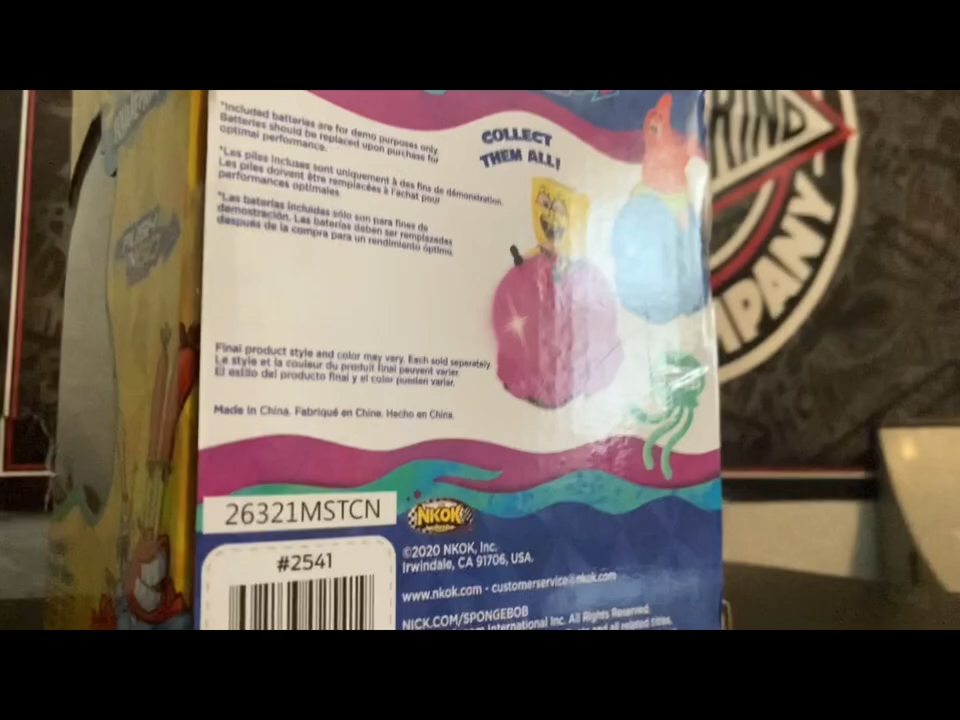 *Included batteries are for demo purposes only.
Batteries should be replaced upon purchase for
optimal performance.
*Les piles incluses sont uniquement à des fins de démonstration.
Les piles doivent être remplacées à l'achat pour
performances optimales.
*Las baterías incluidas sólo son para fines de
demostración. Las baterías deben ser remplazadas
después de la compra para un rendimiento óptimo.
COLLECT
THEM ALL!
Final product style and color may vary. Each sold separately.
Le style et la couleur du produit final peuvent varier.
El estilo del producto final y el color pueden variar.
Made in China. Fabriqué en Chine. Hecho en China.
26321MSTCN
NKOK
#2541
©2020 NKOK, Inc.
Irwindale, CA 91706, USA.
www.nkok.com - customerservice@nkok.com
NICK.COM/SPONGEBOB
International Inc. All Rights Reserved.
and all related titles,